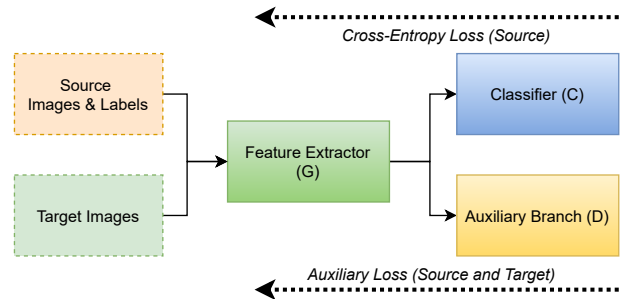 Cross-Entropy Loss (Source)
Source
Images & Labels
Classifier (C)
Feature Extractor
(G)
Target Images
Auxiliary Branch (D)
Auxiliary Loss (Source and Target)